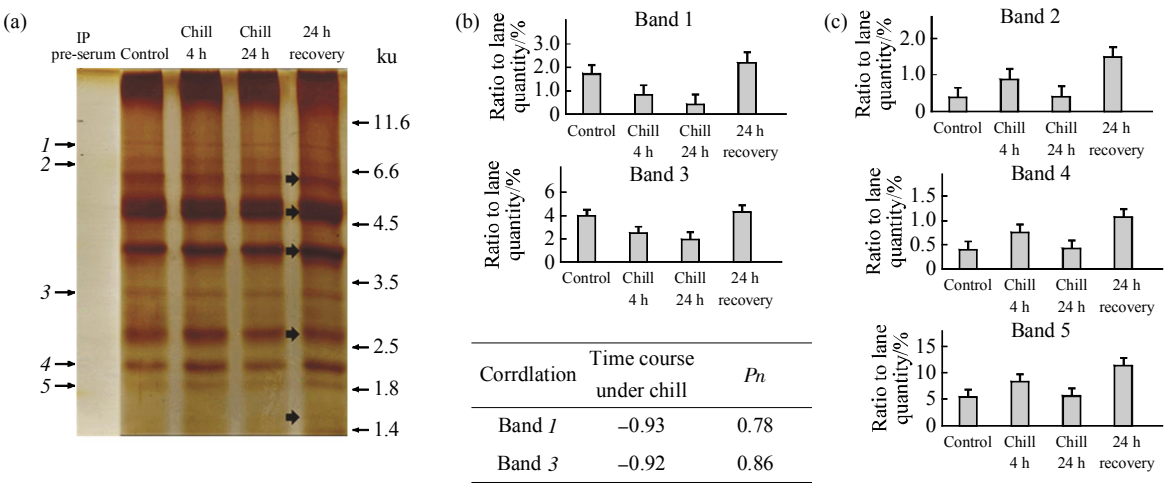 (a)
IP
pre-serum Control Chill
4 h Chill
24 h 24 h
recovery ku
1
2
3
4
5
11.6
6.6
4.5
3.5
2.5
1.8
1.4
(b)
Band 1
Ratio to lane
quantity/%
3.0
2.0
1.0
0
Control Chill Chill 24 h
4 h 24 h recovery
Band 3
Ratio to lane
quantity/%
6
4
2
0
Control Chill Chill 24 h
4 h 24 h recovery
Corrdlation Time course
under chill Pn
Band 1 –0.93 0.78
Band 3 –0.92 0.86
(c)
Band 2
Ratio to lane
quantity/%
2.0
1.0
0
Control Chill Chill 24 h
4 h 24 h recovery
Band 4
Ratio to lane
quantity/%
1.5
1.0
0.5
0
Control Chill Chill 24 h
4 h 24 h recovery
Band 5
Ratio to lane
quantity/%
15
10
5
0
Control Chill Chill 24 h
4 h 24 h recovery